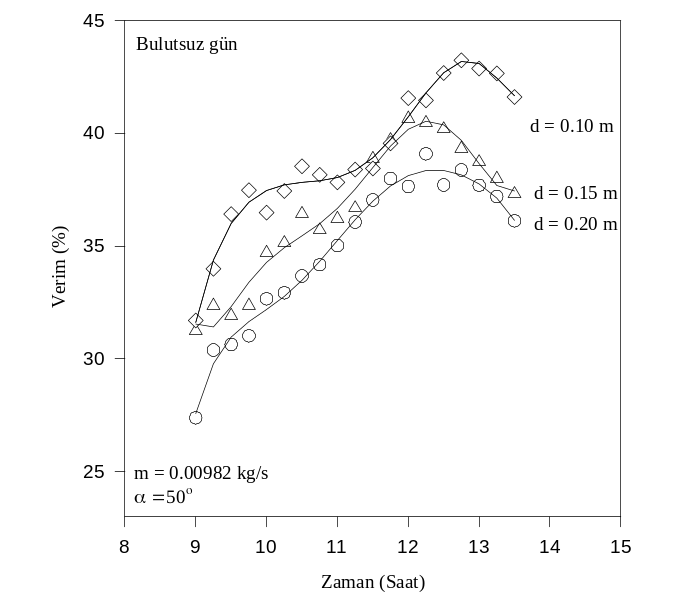 45
Bulutsuz gün
d = 0.10 m
40
d = 0.15 m
d = 0.20 m
35
Verim (%)
30
25
m = 0.00982 kg/s
α =50°
8 9 10 11 12 13 14 15
Zaman (Saat)